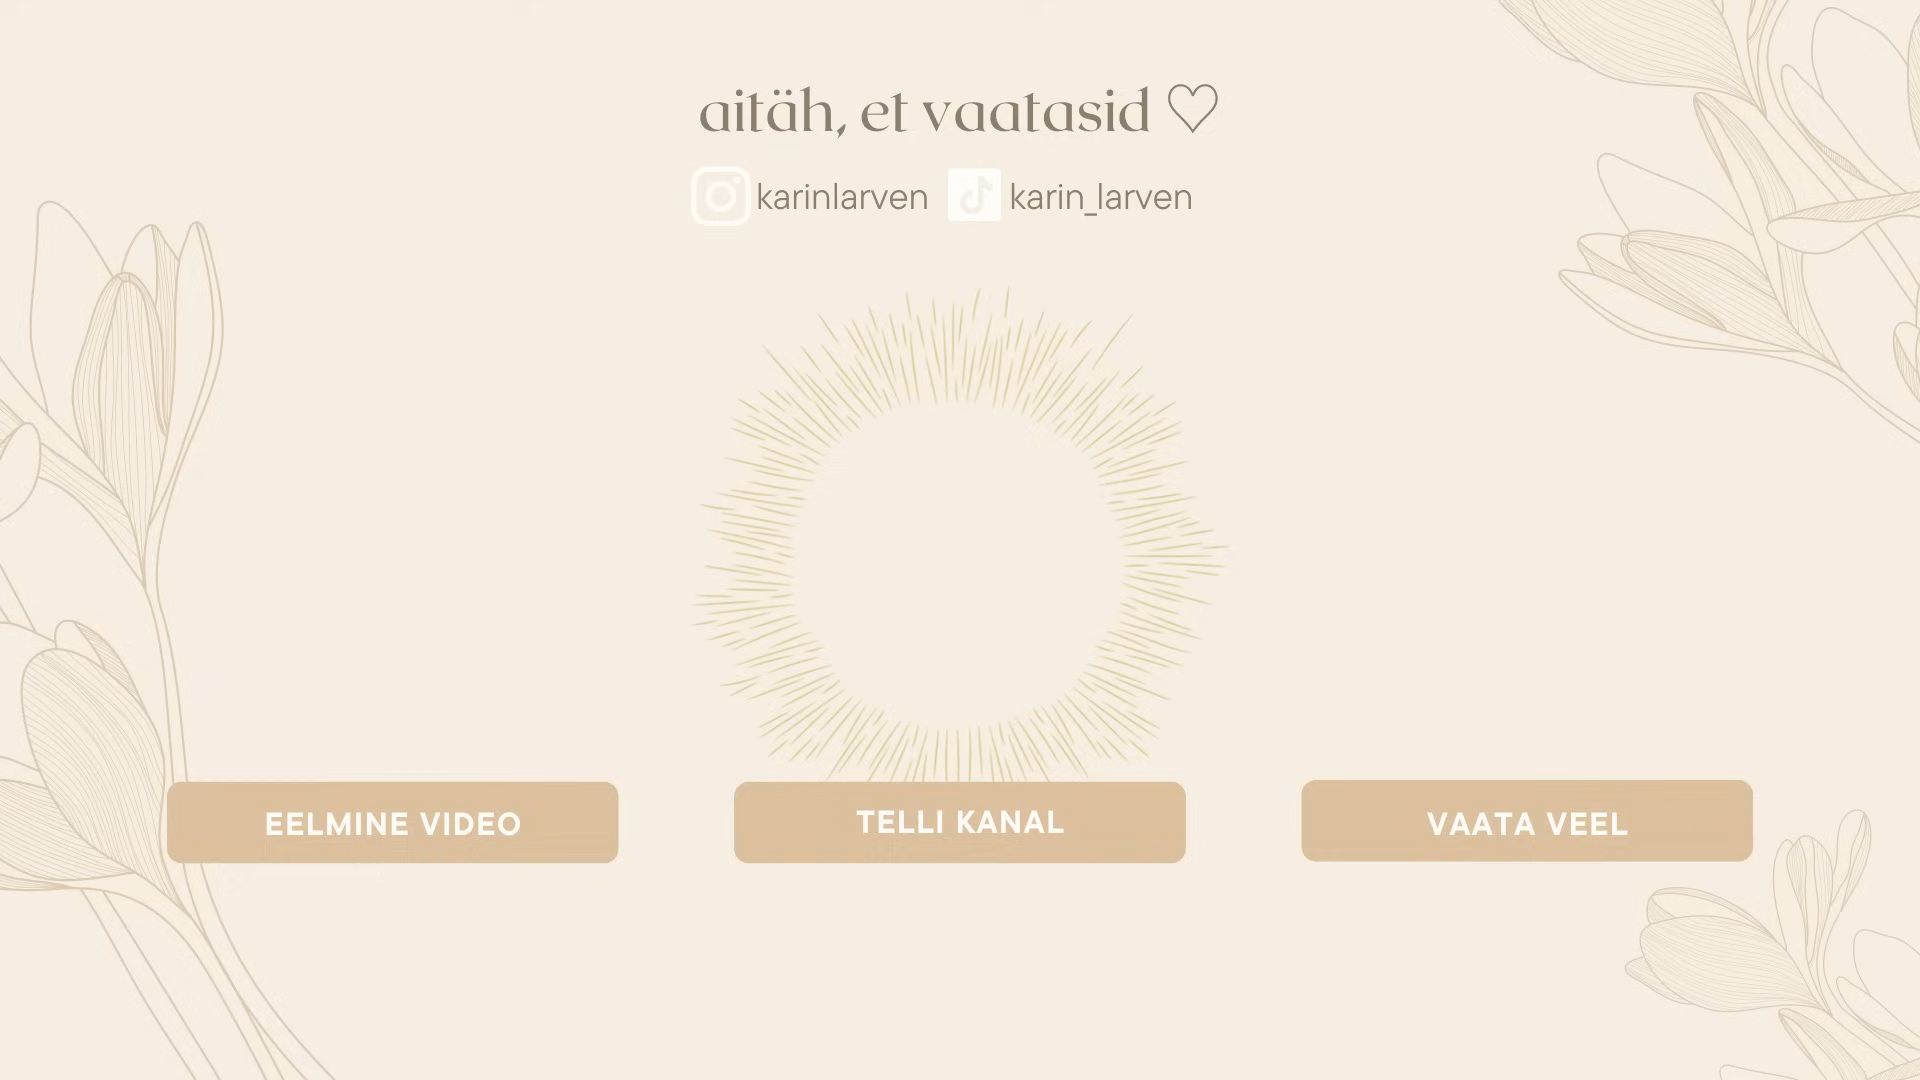 aitäh, et vaatasid ♡
karinlarven karin_larven
EELMINE VIDEO
TELLI KANAL
VAATA VEEL